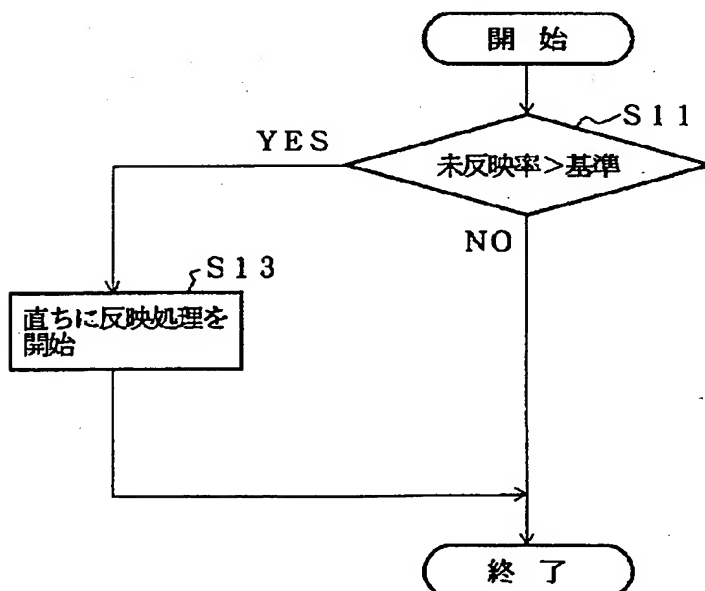 開 始
S11
YES
未反映率>基準
NO
S13
直ちに反映処理を
開始
終 了